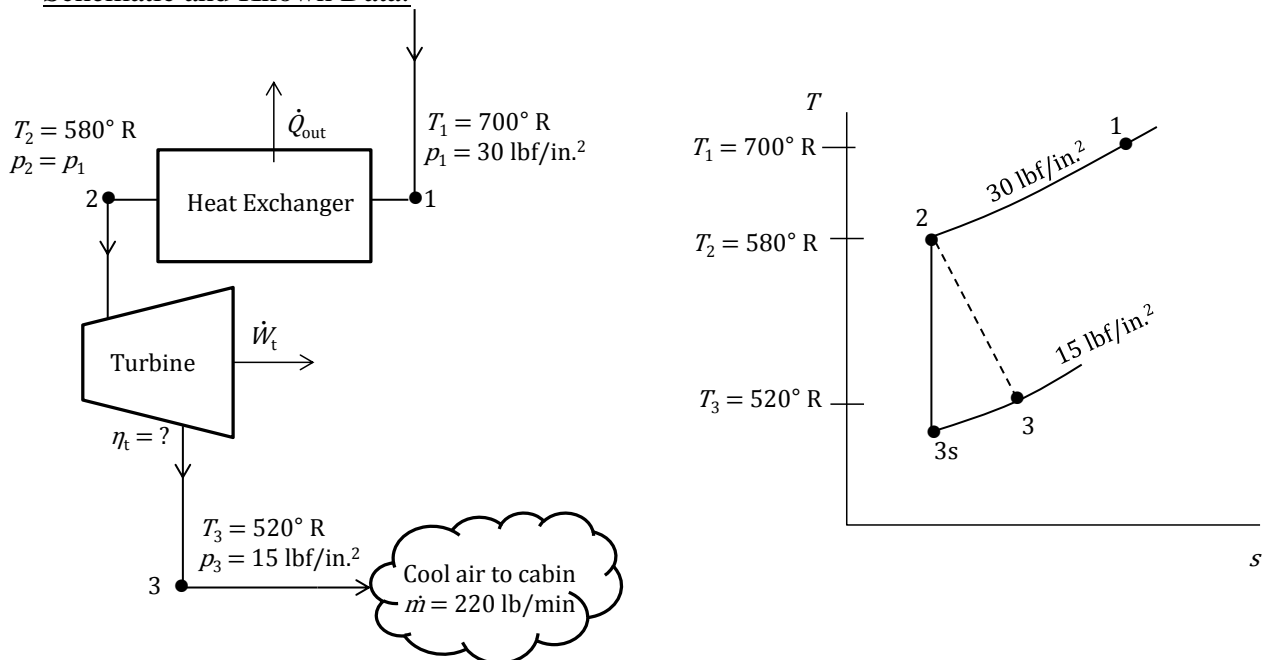 Schematic and Known Data:
Q̇out
T2 = 580° R
p2 = p1
T1 = 700° R
p1 = 30 lbf/in.²
2
Heat Exchanger
1
Turbine
Ẇt
ηt = ?
T3 = 520° R
p3 = 15 lbf/in.²
3
Cool air to cabin
ṁ = 220 lb/min
T
T1 = 700° R
1
30 lbf/in.²
2
T2 = 580° R
15 lbf/in.²
T3 = 520° R
3
3s
s